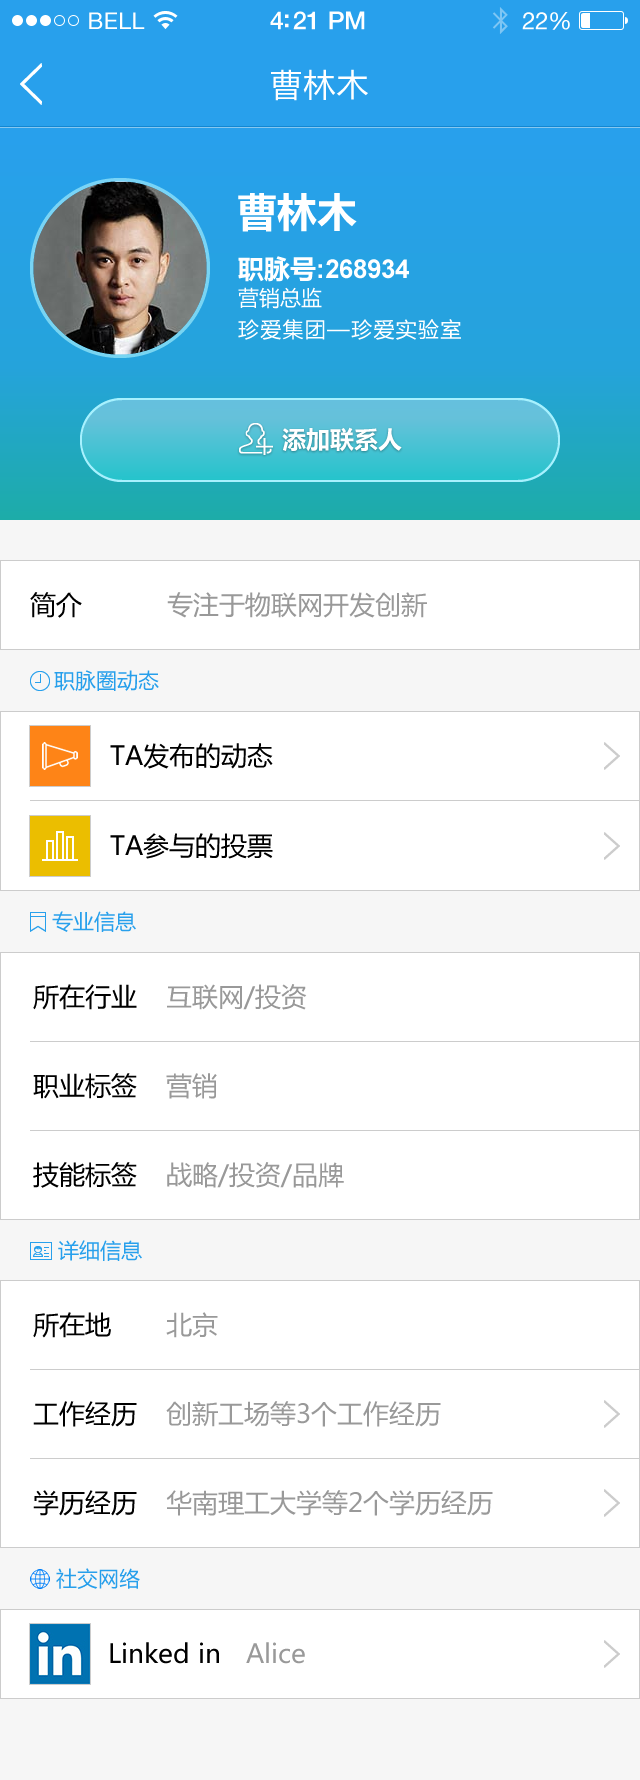 BELL 4:21 PM 22%
曹林木
曹林木
职脉号:268934
营销总监
珍爱集团—珍爱实验室
添加联系人
简介 专注于物联网开发创新
职脉圈动态
TA发布的动态
TA参与的投票
专业信息
所在行业 互联网/投资
职业标签 营销
技能标签 战略/投资/品牌
详细信息
所在地 北京
工作经历 创新工场等3个工作经历
学历经历 华南理工大学等2个学历经历
社交网络
in Linked in Alice